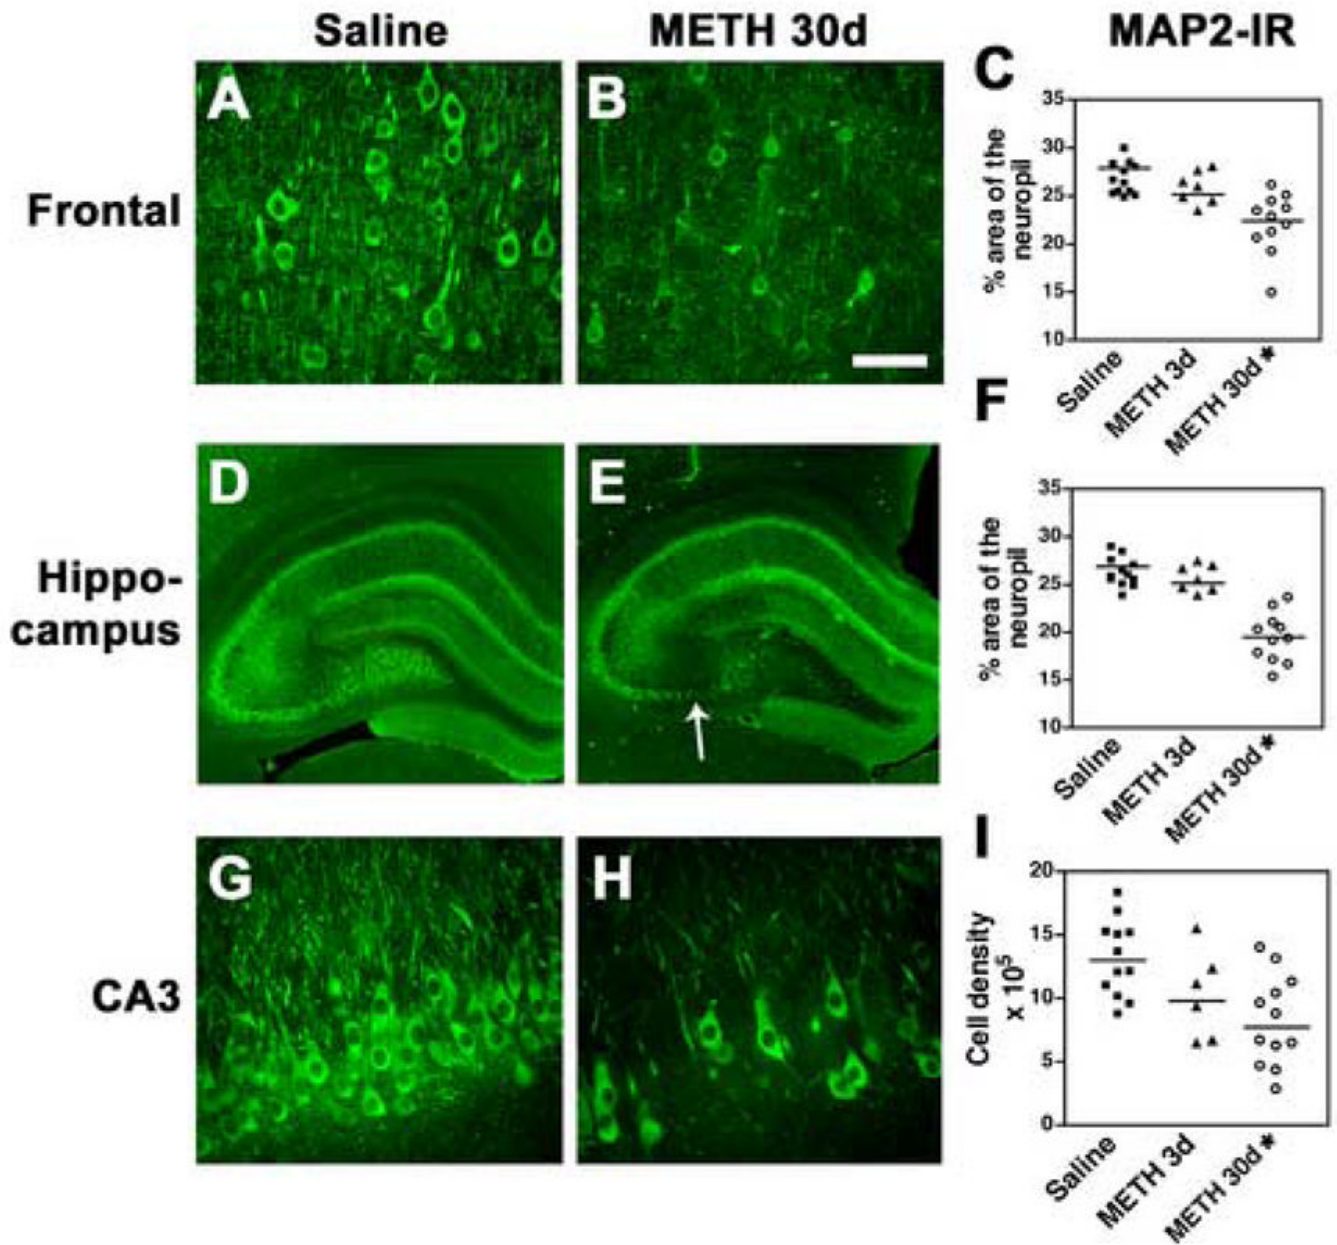 Saline
METH 30d
MAP2-IR
A
B
C
Frontal
% area of the
neuropil
35
30
25
20
15
10
Saline
METH 3d
METH 30d*
D
E
F
Hippo-
campus
% area of the
neuropil
35
30
25
20
15
10
Saline
METH 3d
METH 30d*
G
H
I
CA3
Cell density
x 10⁵
20
15
10
5
0
Saline
METH 3d
METH 30d*